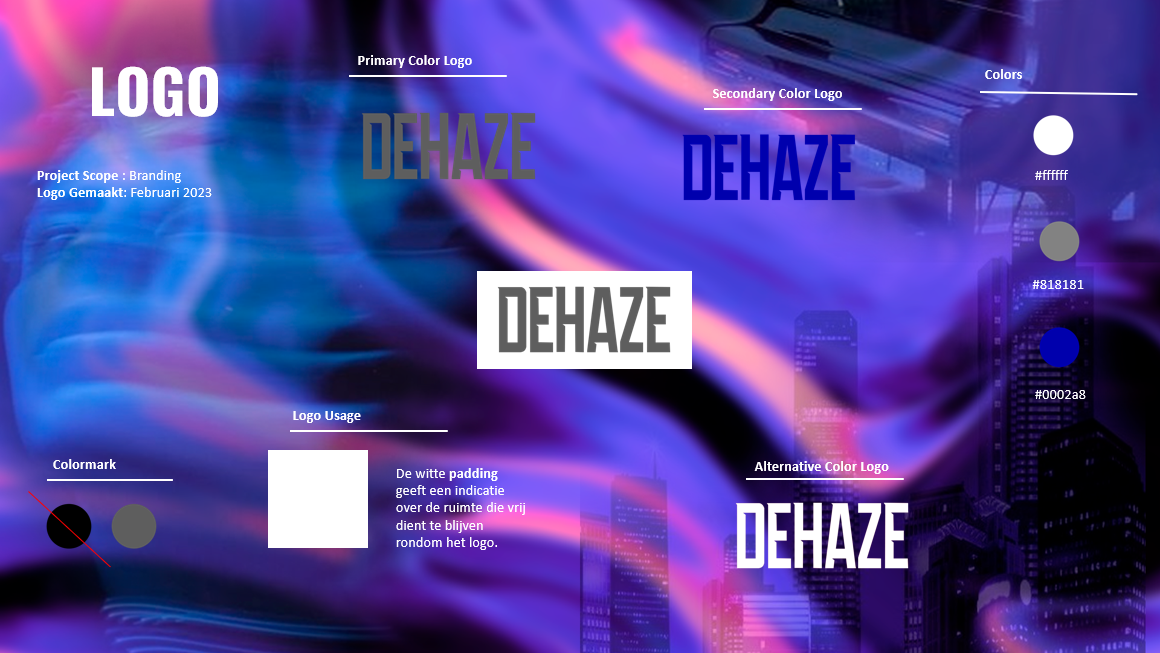 LOGO
Project Scope : Branding
Logo Gemaakt: Februari 2023
Primary Color Logo
DEHAZE
Secondary Color Logo
DEHAZE
Colors
#ffffff
#818181
#0002a8
DEHAZE
Logo Usage
De witte padding
geeft een indicatie
over de ruimte die vrij
dient te blijven
rondom het logo.
Colormark
Alternative Color Logo
DEHAZE